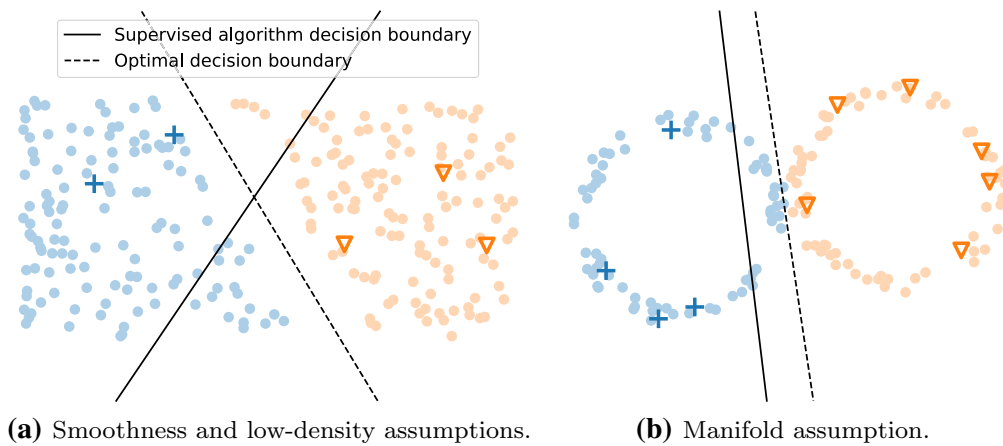 Supervised algorithm decision boundary
Optimal decision boundary
(a) Smoothness and low-density assumptions.
(b) Manifold assumption.